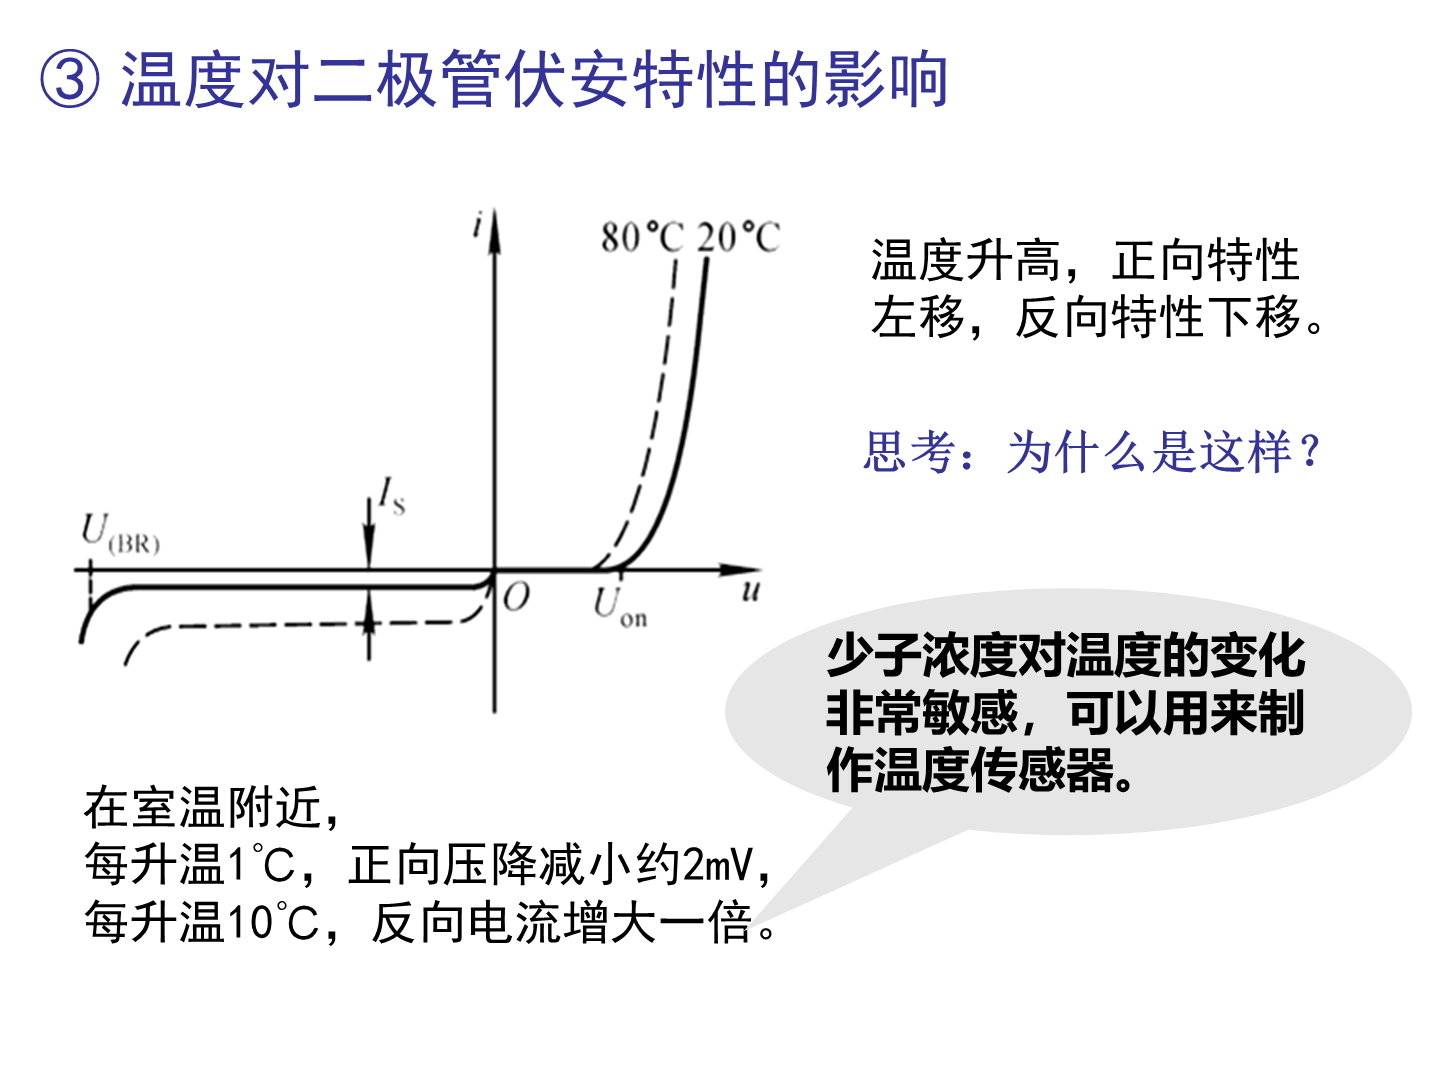 ③ 温度对二极管伏安特性的影响
i
80°C 20°C
温度升高，正向特性
左移，反向特性下移。
思考：为什么是这样？
IS
U(BR)
O
Uon
u
少子浓度对温度的变化
非常敏感，可以用来制
作温度传感器。
在室温附近，
每升温1℃，正向压降减小约2mV，
每升温10℃，反向电流增大一倍。